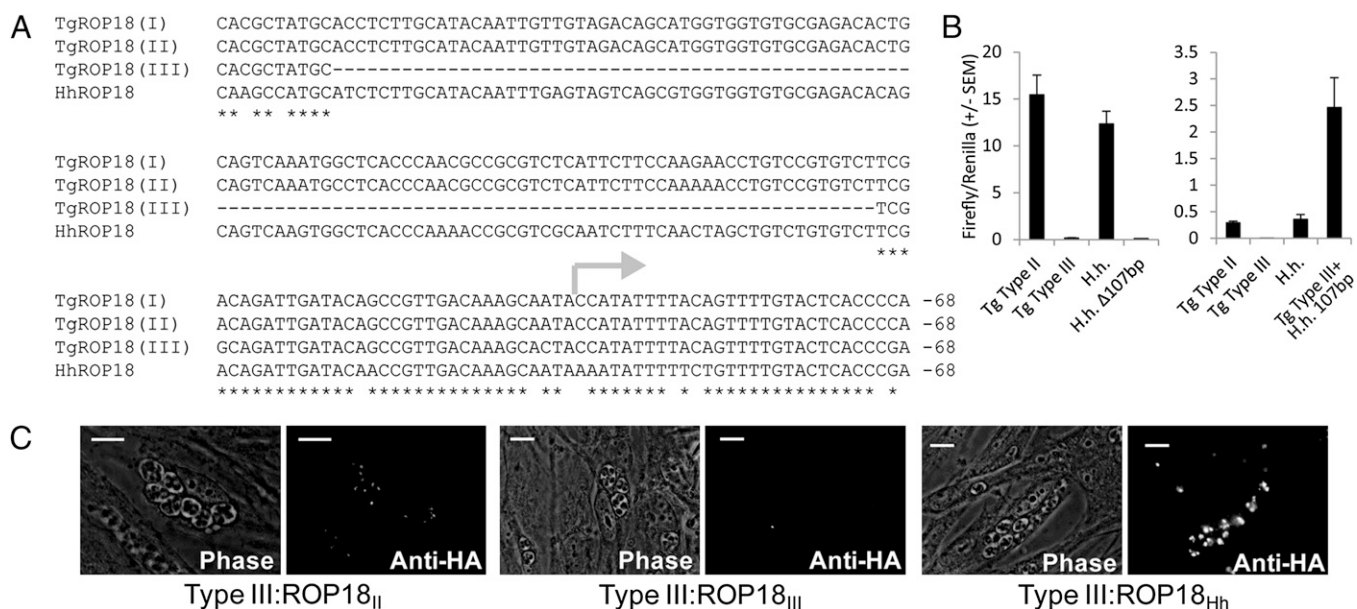 A
TgROP18(I) CACGCTATGCACCTCTTGCATACAATTGTTGTAGACAGCATGGTGGTGTGCGAGACACTG
TgROP18(II) CACGCTATGCACCTCTTGCATACAATTGTTGTAGACAGCATGGTGGTGTGCGAGACACTG
TgROP18(III) CACGCTATGC--------------------------------------------------
HhROP18 CAAGCCATGCATCTCTTGCATACAATTTGAGTAGTCAGCGTGGTGGTGTGCGAGACACAG
** ** ****
TgROP18(I) CAGTCAAATGGCTCACCCAACGCCGCGTCTCATTCTTCCAAGAACCTGTCCGTGTCTTCG
TgROP18(II) CAGTCAAATGCCTCACCCAACGCCGCGTCTCATTCTTCCAAAAACCTGTCCGTGTCTTCG
TgROP18(III) ---------------------------------------------------------TCG
HhROP18 CAGTCAAGTGGCTCACCCAAAACCGCGTCGCAATCTTTCAACTAGCTGTCTGTGTCTTCG
***
TgROP18(I) ACAGATTGATACAGCCGTTGACAAAGCAATACCATATTTTACAGTTTTGTACTCACCCCA -68
TgROP18(II) ACAGATTGATACAGCCGTTGACAAAGCAATACCATATTTTACAGTTTTGTACTCACCCCA -68
TgROP18(III) GCAGATTGATACAGCCGTTGACAAAGCACTACCATATTTTACAGTTTTGTACTCACCCGA -68
HhROP18 ACAGATTGATACAACCGTTGACAAAGCAATAAAATATTTTTCTGTTTTGTACTCACCCGA -68
************ ************** **  ******* * **************** *
B
Firefly/Renilla (+/- SEM)
20
15
10
5
0
Tg Type II
Tg Type III
H.h.
H.h. Δ107bp
3.5
3
2.5
2
1.5
1
0.5
0
Tg Type II
Tg Type III
H.h.
Tg Type III+
H.h. 107bp
C
Phase Anti-HA Phase Anti-HA Phase Anti-HA
Type III:ROP18II Type III:ROP18III Type III:ROP18Hh